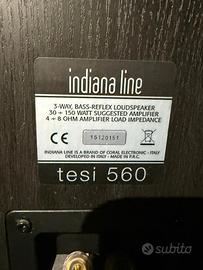 indiana line
3-WAY, BASS-REFLEX LOUDSPEAKER
30 ÷ 150 WATT SUGGESTED AMPLIFIER
4 ÷ 8 OHM AMPLIFIER LOAD IMPEDANCE
CE
15120151
INDIANA LINE IS A BRAND OF CORAL ELECTRONIC - ITALY
DEVELOPED IN ITALY - MADE IN P.R.C.
tesi 560
subito